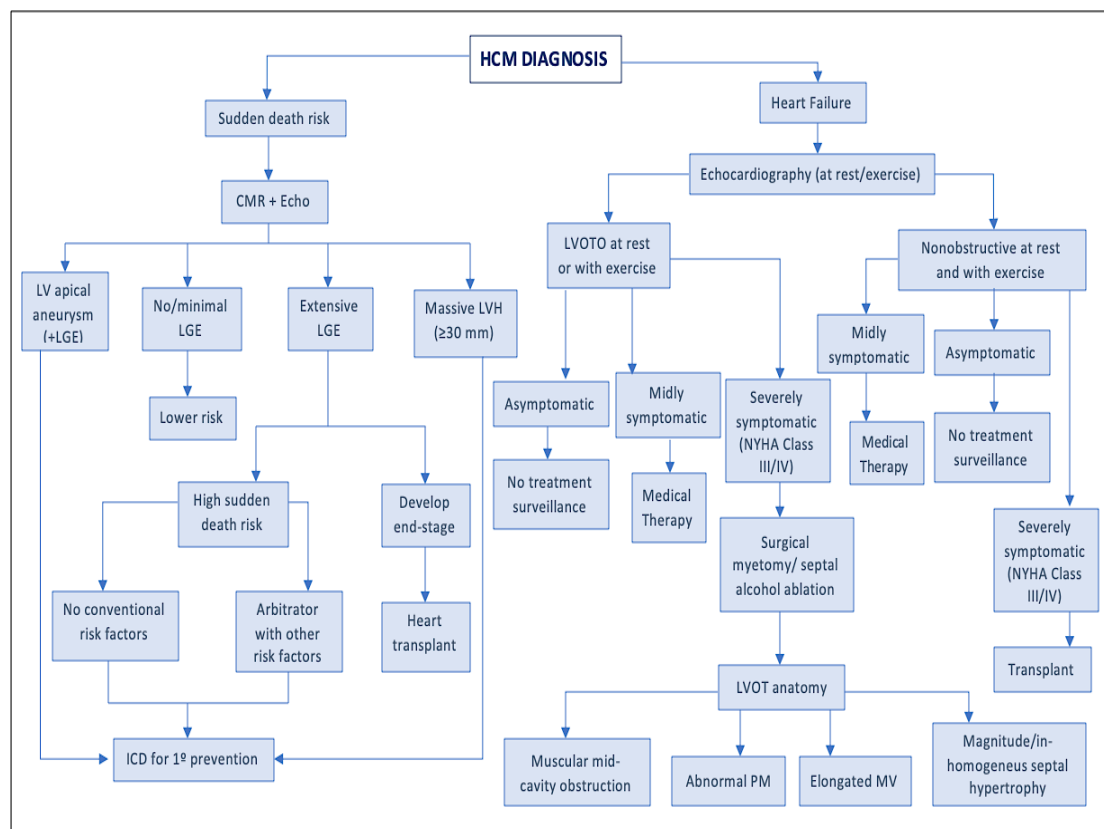 HCM DIAGNOSIS
Sudden death risk
CMR + Echo
LV apical
aneurysm
(+LGE)
No/minimal
LGE
Extensive
LGE
Massive LVH
(≥30 mm)
Lower risk
High sudden
death risk
Develop
end-stage
No conventional
risk factors
Arbitrator
with other
risk factors
Heart
transplant
ICD for 1º prevention
Heart Failure
Echocardiography (at rest/exercise)
LVOTO at rest
or with exercise
Nonobstructive at rest
and with exercise
Asymptomatic
Midly
symptomatic
Severely
symptomatic
(NYHA Class
III/IV)
No treatment
surveillance
Medical
Therapy
Surgical
myetomy/ septal
alcohol ablation
LVOT anatomy
Muscular mid-
cavity obstruction
Abnormal PM
Elongated MV
Magnitude/in-
homogeneus septal
hypertrophy
Midly
symptomatic
Asymptomatic
Medical
Therapy
No treatment
surveillance
Severely
symptomatic
(NYHA Class
III/IV)
Transplant